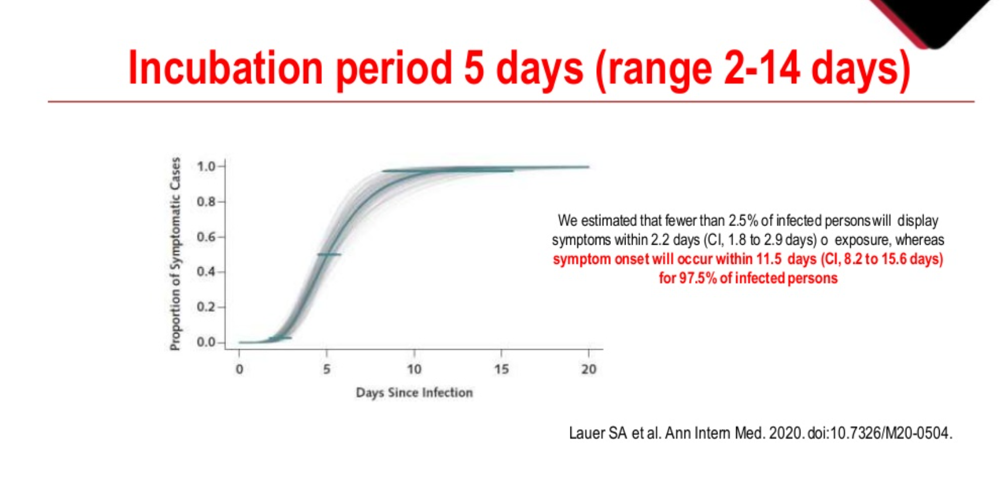 Incubation period 5 days (range 2-14 days)
Proportion of Symptomatic Cases
1.0
0.8
0.6
0.4
0.2
0.0
0 5 10 15 20
Days Since Infection
We estimated that fewer than 2.5% of infected persons will display
symptoms within 2.2 days (CI, 1.8 to 2.9 days) o exposure, whereas
symptom onset will occur within 11.5 days (CI, 8.2 to 15.6 days)
for 97.5% of infected persons
Lauer SA et al. Ann Intern Med. 2020. doi:10.7326/M20-0504.